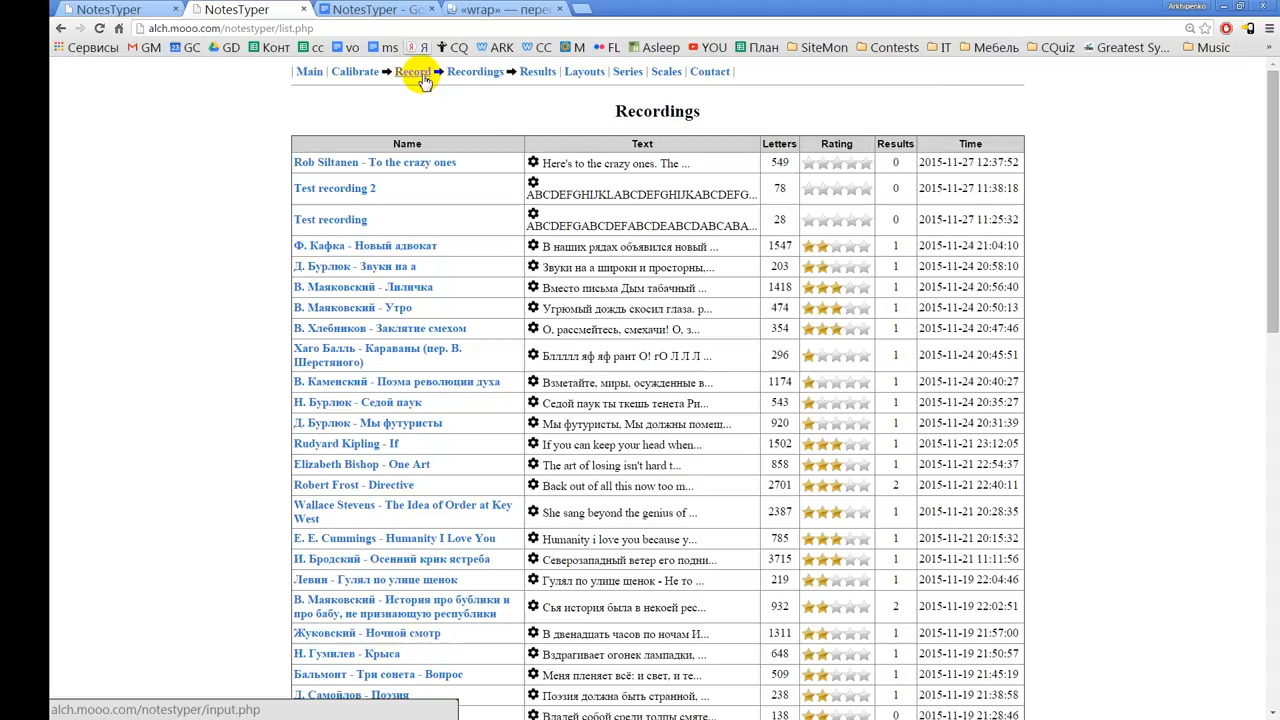 Arkhipenko
NotesTyper
NotesTyper
NotesTyper - Go
«wrap» — пере
alch.mooo.com/notestyper/list.php
Сервисы GM GC GD Конт cc vo ms Я CQ ARK CC M FL Asleep YOU План SiteMon Contests IT Мебель CQuiz Greatest Sy... Music
| Main | Calibrate Record Recordings Results | Layouts | Series | Scales | Contact |
Recordings
Name Text Letters Rating Results Time
Rob Siltanen - To the crazy ones Here's to the crazy ones. The ... 549 0 2015-11-27 12:37:52
Test recording 2 ABCDEFGHIJKLABCDEFGHIJKABCDEFG... 78 0 2015-11-27 11:38:18
Test recording ABCDEFGABCDEFABCDEABCDABCABA... 28 0 2015-11-27 11:25:32
Ф. Кафка - Новый адвокат В наших рядах объявился новый ... 1547 1 2015-11-24 21:04:10
Д. Бурлюк - Звуки на а Звуки на а широки и просторны,... 203 1 2015-11-24 20:58:10
В. Маяковский - Лиличка Вместо письма Дым табачный ... 1418 1 2015-11-24 20:56:40
В. Маяковский - Утро Угрюмый дождь скосил глаза. р... 474 1 2015-11-24 20:50:13
В. Хлебников - Заклятие смехом О, рассмейтесь, смехачи! О, з... 354 1 2015-11-24 20:47:46
Хаго Балль - Караваны (пер. В.
Шерстяного) Бллллл яф яф рант О! гО Л Л Л ... 296 1 2015-11-24 20:45:51
В. Каменский - Поэма революции духа Взметайте, миры, осужденные в... 1174 1 2015-11-24 20:40:27
Н. Бурлюк - Седой паук Седой паук ты ткешь тенета Ри... 543 1 2015-11-24 20:35:27
Д. Бурлюк - Мы футуристы Мы футуристы, Мы должны помещ... 920 1 2015-11-24 20:31:39
Rudyard Kipling - If If you can keep your head when... 1502 1 2015-11-21 23:12:05
Elizabeth Bishop - One Art The art of losing isn't hard t... 858 1 2015-11-21 22:54:37
Robert Frost - Directive Back out of all this now too m... 2701 2 2015-11-21 22:40:11
Wallace Stevens - The Idea of Order at Key
West She sang beyond the genius of ... 2387 1 2015-11-21 20:28:35
E. E. Cummings - Humanity I Love You Humanity i love you because y... 785 1 2015-11-21 20:15:32
И. Бродский - Осенний крик ястреба Северозападный ветер его подни... 3715 1 2015-11-21 11:11:56
Левин - Гулял по улице щенок Гулял по улице щенок - Не то ... 219 1 2015-11-19 22:04:46
В. Маяковский - История про бублики и
про бабу, не признающую республики Сья история была в некоей рес... 932 2 2015-11-19 22:02:51
Жуковский - Ночной смотр В двенадцать часов по ночам И... 1311 1 2015-11-19 21:57:00
Н. Гумилев - Крыса Вздрагивает огонек лампадки, ... 648 1 2015-11-19 21:50:57
Бальмонт - Три сонета - Вопрос Меня пленяет всё: и свет, и те... 509 1 2015-11-19 21:45:19
Д. Самойлов - Поэзия Поэзия должна быть странной, ... 238 1 2015-11-19 21:38:58
Владей собой среди толпы смяте... 138 0 2015-11-19 21:28:46
alch.mooo.com/notestyper/input.php